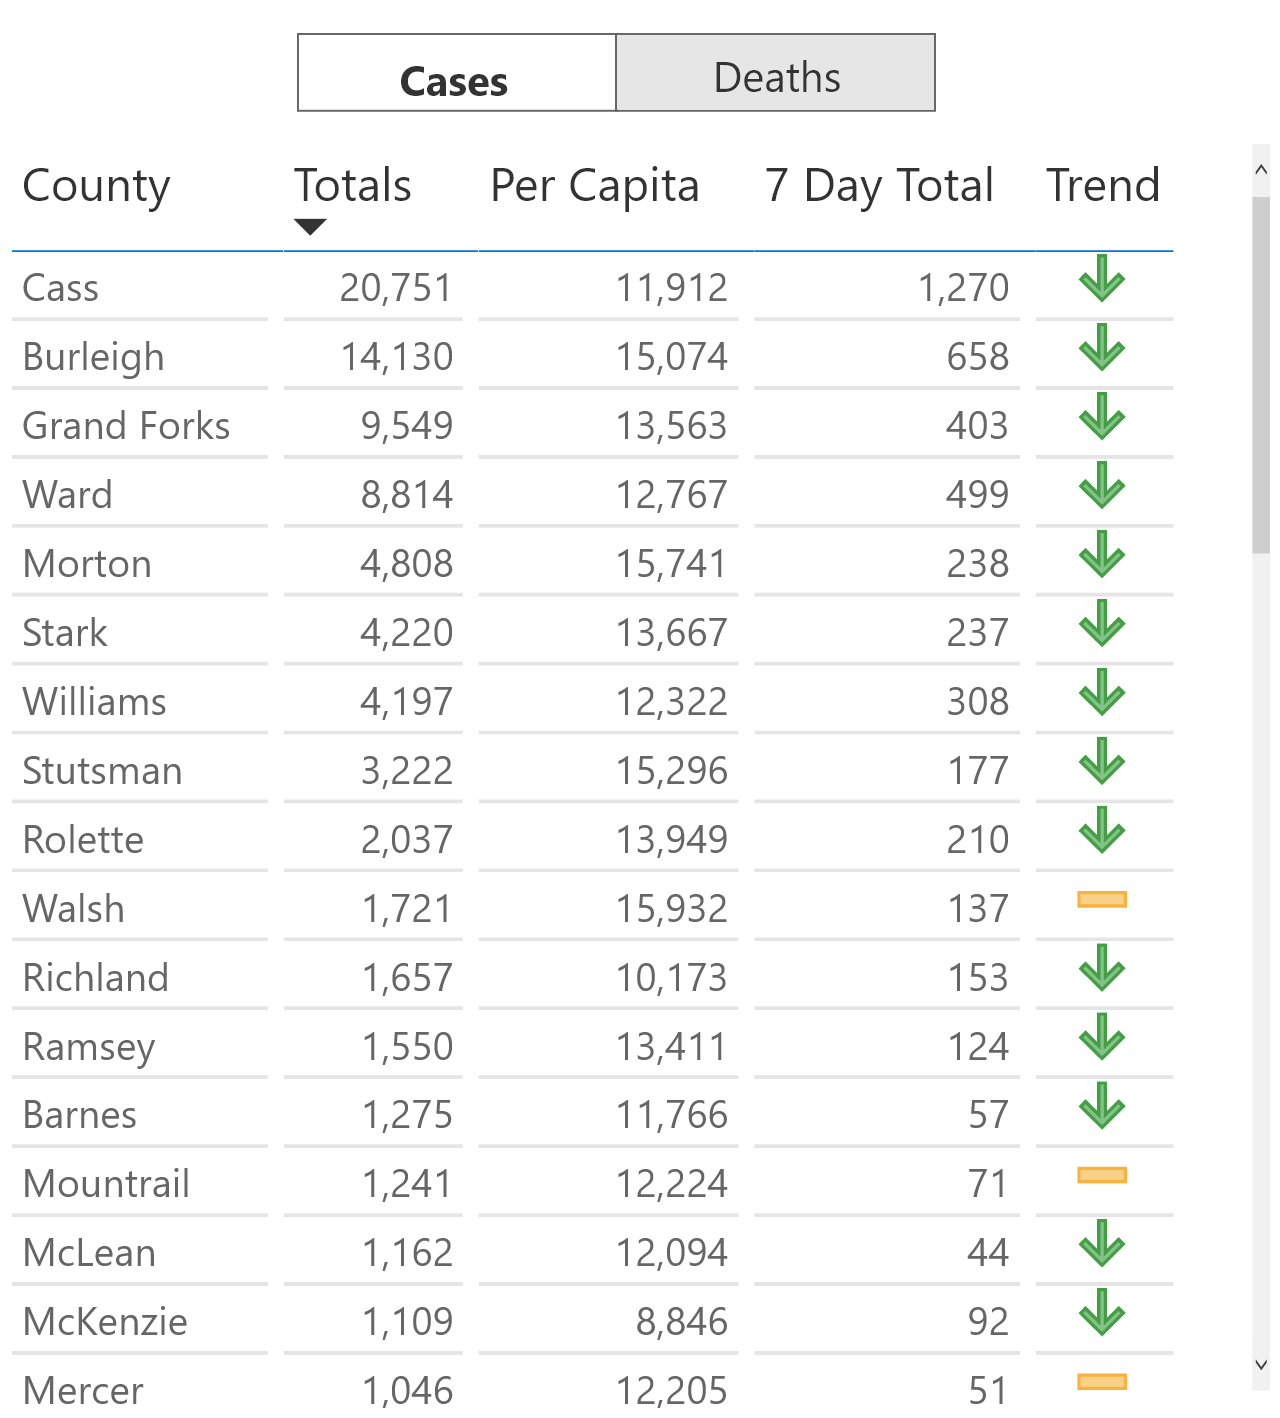 Cases Deaths
County Totals Per Capita 7 Day Total Trend
Cass 20,751 11,912 1,270
Burleigh 14,130 15,074 658
Grand Forks 9,549 13,563 403
Ward 8,814 12,767 499
Morton 4,808 15,741 238
Stark 4,220 13,667 237
Williams 4,197 12,322 308
Stutsman 3,222 15,296 177
Rolette 2,037 13,949 210
Walsh 1,721 15,932 137
Richland 1,657 10,173 153
Ramsey 1,550 13,411 124
Barnes 1,275 11,766 57
Mountrail 1,241 12,224 71
McLean 1,162 12,094 44
McKenzie 1,109 8,846 92
Mercer 1,046 12,205 51